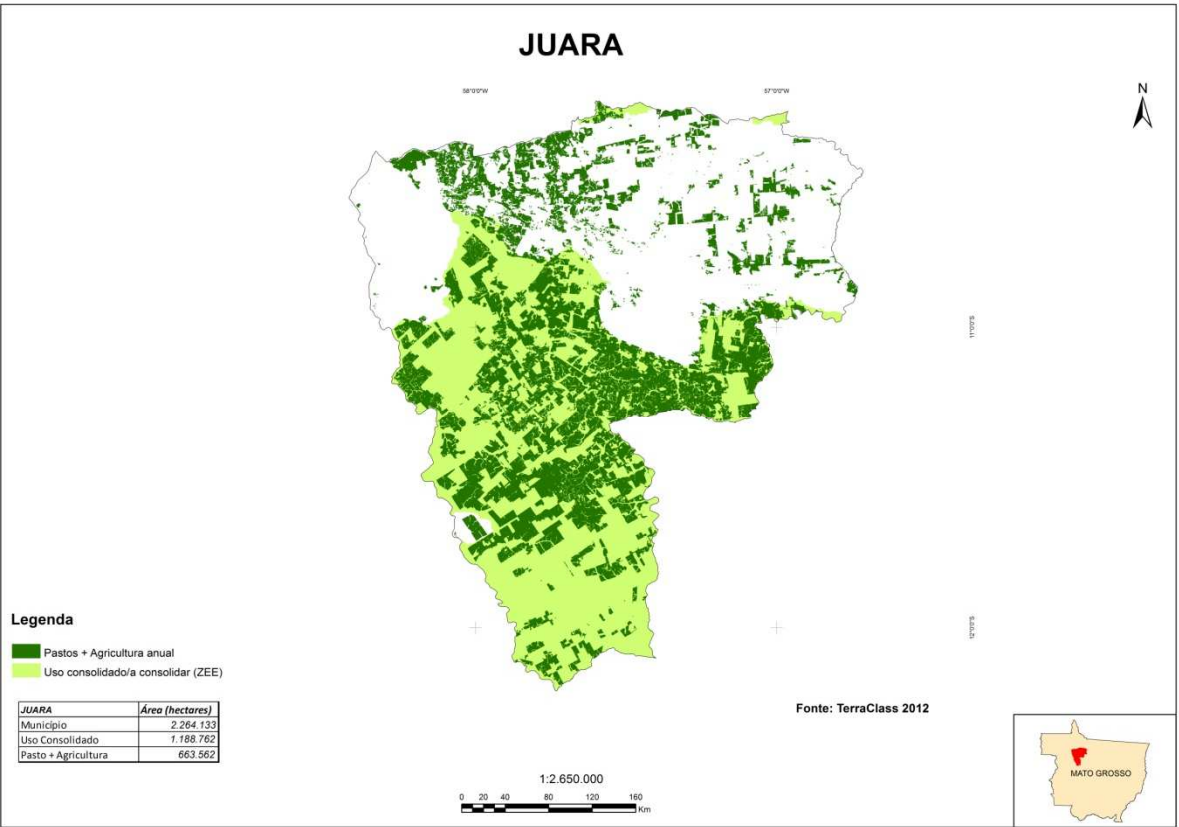 JUARA
58°0'0"W
57°0'0"W
N
11°0'0"S
12°0'0"S
Legenda
Pastos + Agricultura anual
Uso consolidado/a consolidar (ZEE)
JUARA Área (hectares)
Município 2.264.133
Uso Consolidado 1.188.762
Pasto + Agricultura 663.562
Fonte: TerraClass 2012
1:2.650.000
0 20 40 80 120 160
Km
MATO GROSSO